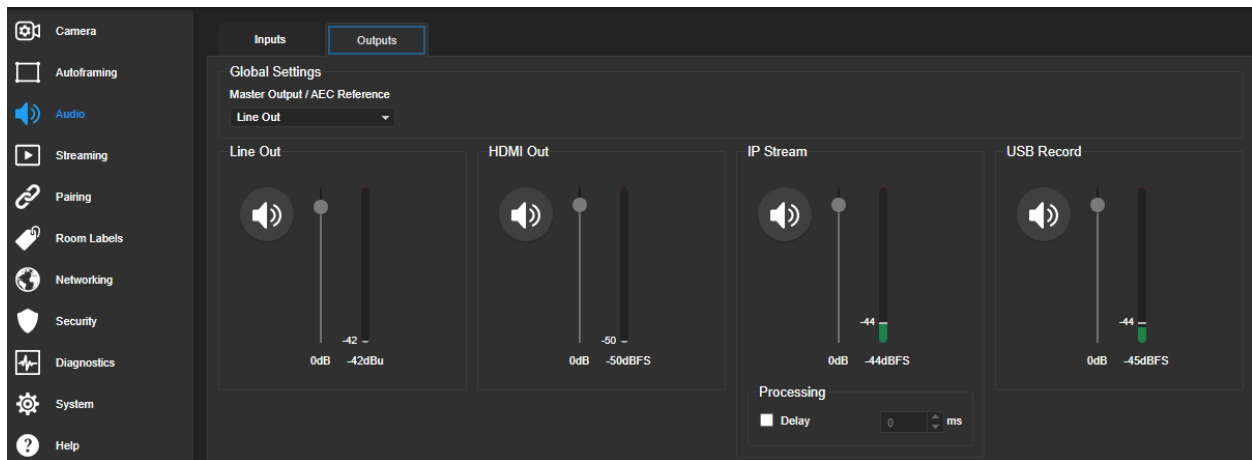 Camera
Autoframing
Audio
Streaming
Pairing
Room Labels
Networking
Security
Diagnostics
System
Help
Inputs
Outputs
Global Settings
Master Output / AEC Reference
Line Out
Line Out
-42
0dB -42dBu
HDMI Out
-50
0dB -50dBFS
IP Stream
-44
0dB -44dBFS
Processing
Delay 0 ms
USB Record
-44
0dB -45dBFS